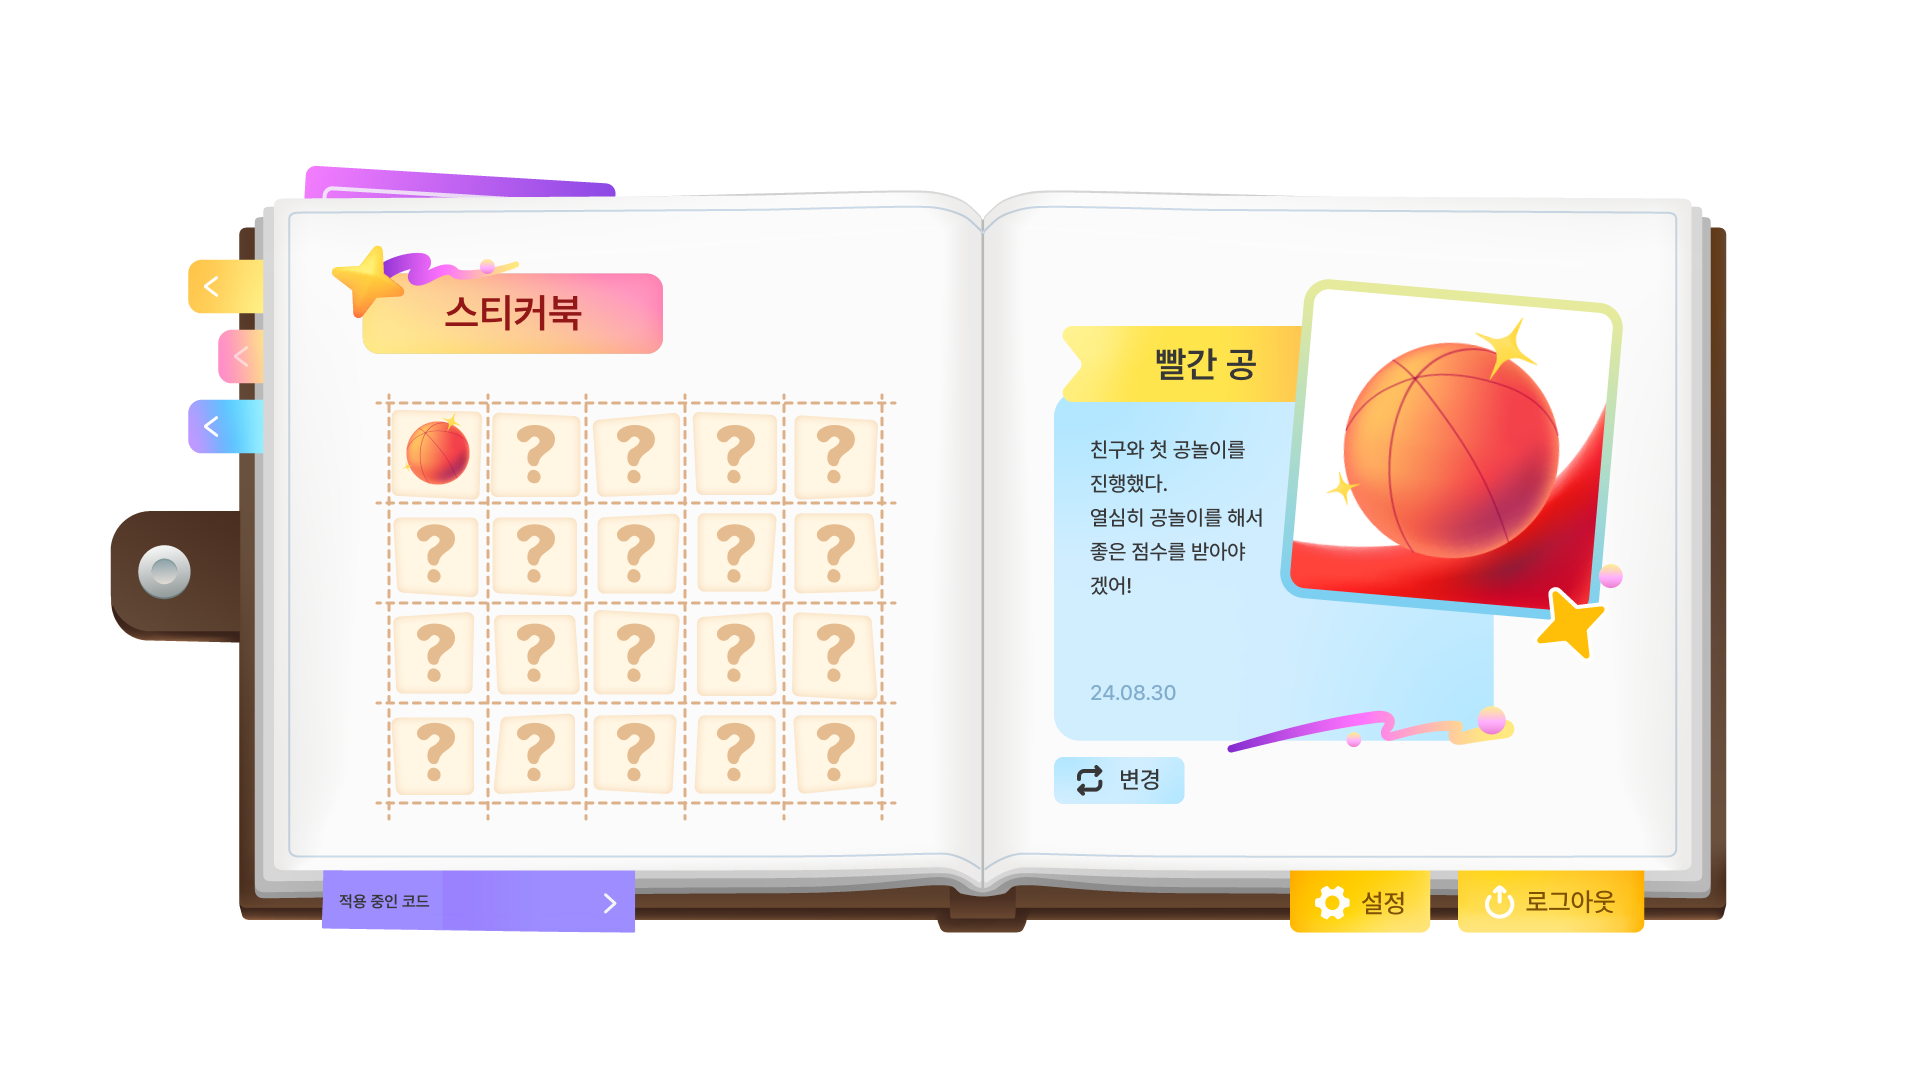 스티커북
?
? ? ? ?
? ? ? ? ?
? ? ? ? ?
? ? ? ? ?
적용 중인 코드
빨간 공
친구와 첫 공놀이를
진행했다.
열심히 공놀이를 해서
좋은 점수를 받아야
겠어!
24.08.30
변경
설정
로그아웃